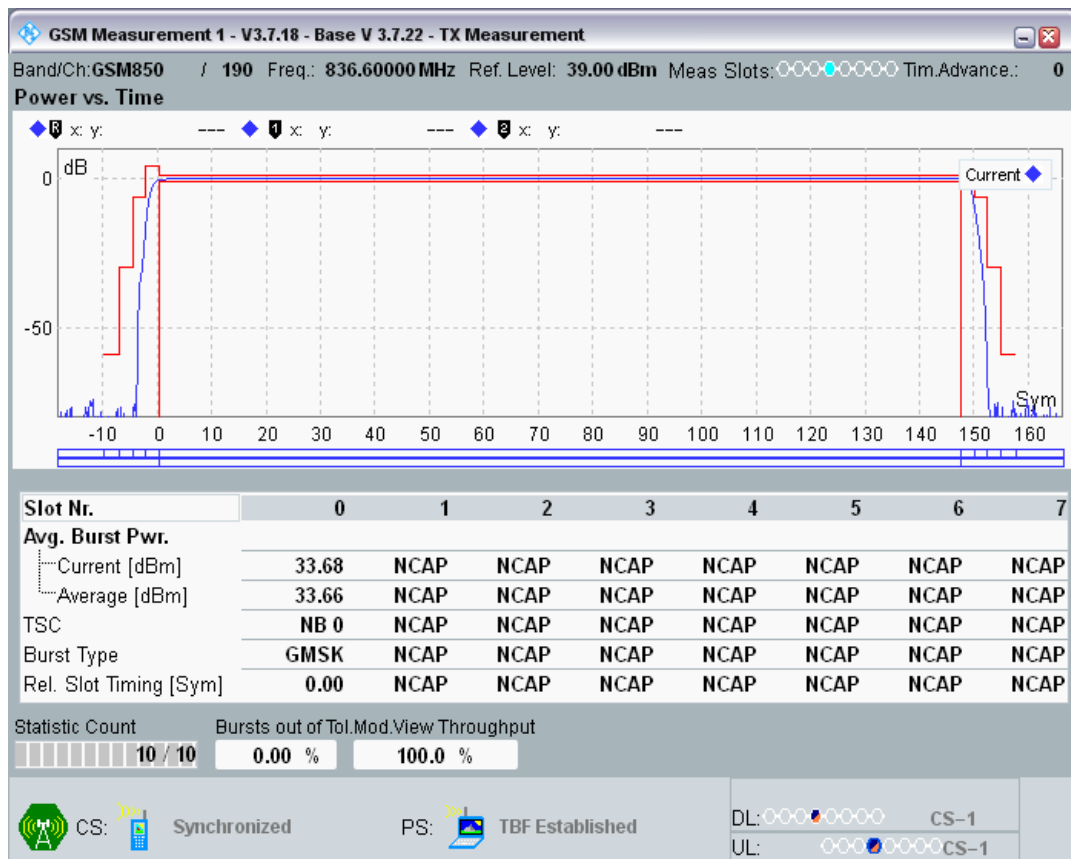 GSM Measurement 1 - V3.7.18 - Base V 3.7.22 - TX Measurement
Band/Ch:GSM850 / 190 Freq.: 836.60000 MHz Ref. Level: 39.00 dBm Meas Slots: Tim.Advance.: 0
Power vs. Time
R x: y: --- 1 x: y: --- 2 x: y: ---
dB
0
Current
-50
Sym
-10 0 10 20 30 40 50 60 70 80 90 100 110 120 130 140 150 160
Slot Nr. 0 1 2 3 4 5 6 7
Avg. Burst Pwr.
Current [dBm] 33.68 NCAP NCAP NCAP NCAP NCAP NCAP NCAP
Average [dBm] 33.66 NCAP NCAP NCAP NCAP NCAP NCAP NCAP
TSC NB 0 NCAP NCAP NCAP NCAP NCAP NCAP NCAP
Burst Type GMSK NCAP NCAP NCAP NCAP NCAP NCAP NCAP
Rel. Slot Timing [Sym] 0.00 NCAP NCAP NCAP NCAP NCAP NCAP NCAP
Statistic Count Bursts out of Tol.Mod.View Throughput
10 / 10 0.00 % 100.0 %
CS: Synchronized PS: TBF Established
DL: CS-1
UL: CS-1